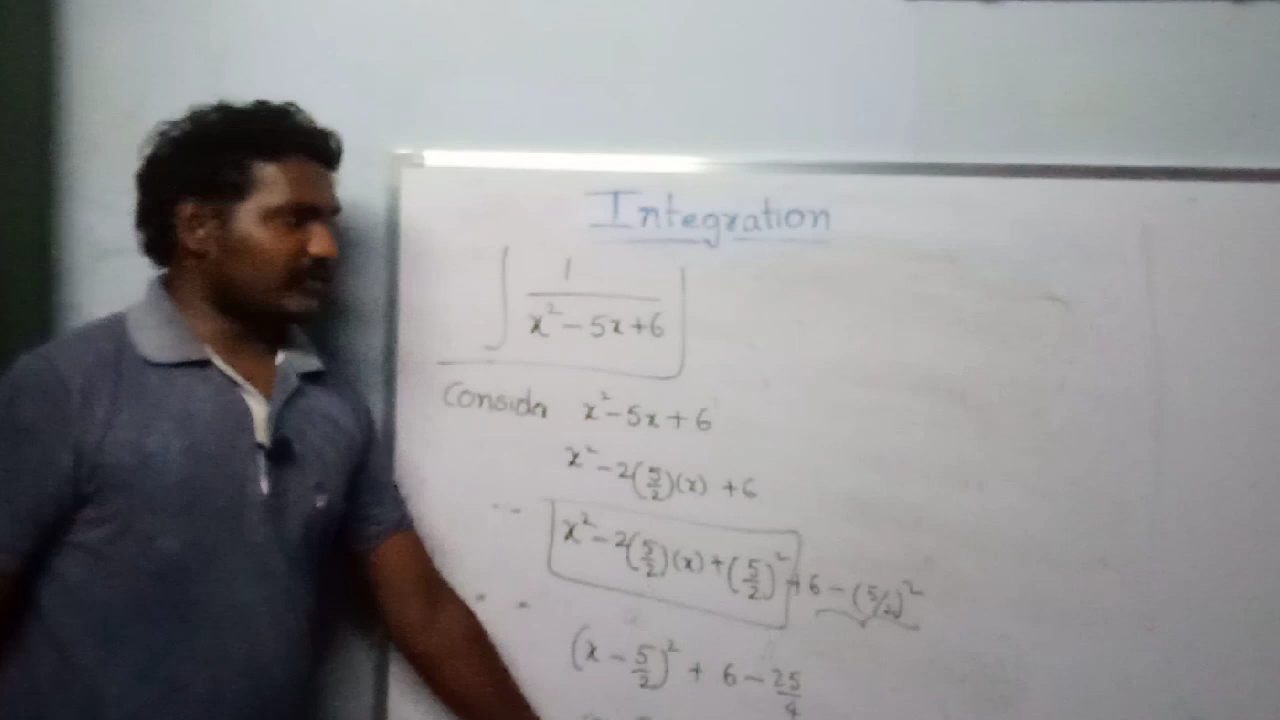 Integration
∫ 1/(x² - 5x + 6)
Consider x² - 5x + 6
x² - 2(5/2)(x) + 6
x² - 2(5/2)(x) + (5/2)² + 6 - (5/2)²
(x - 5/2)² + 6 - 25/4